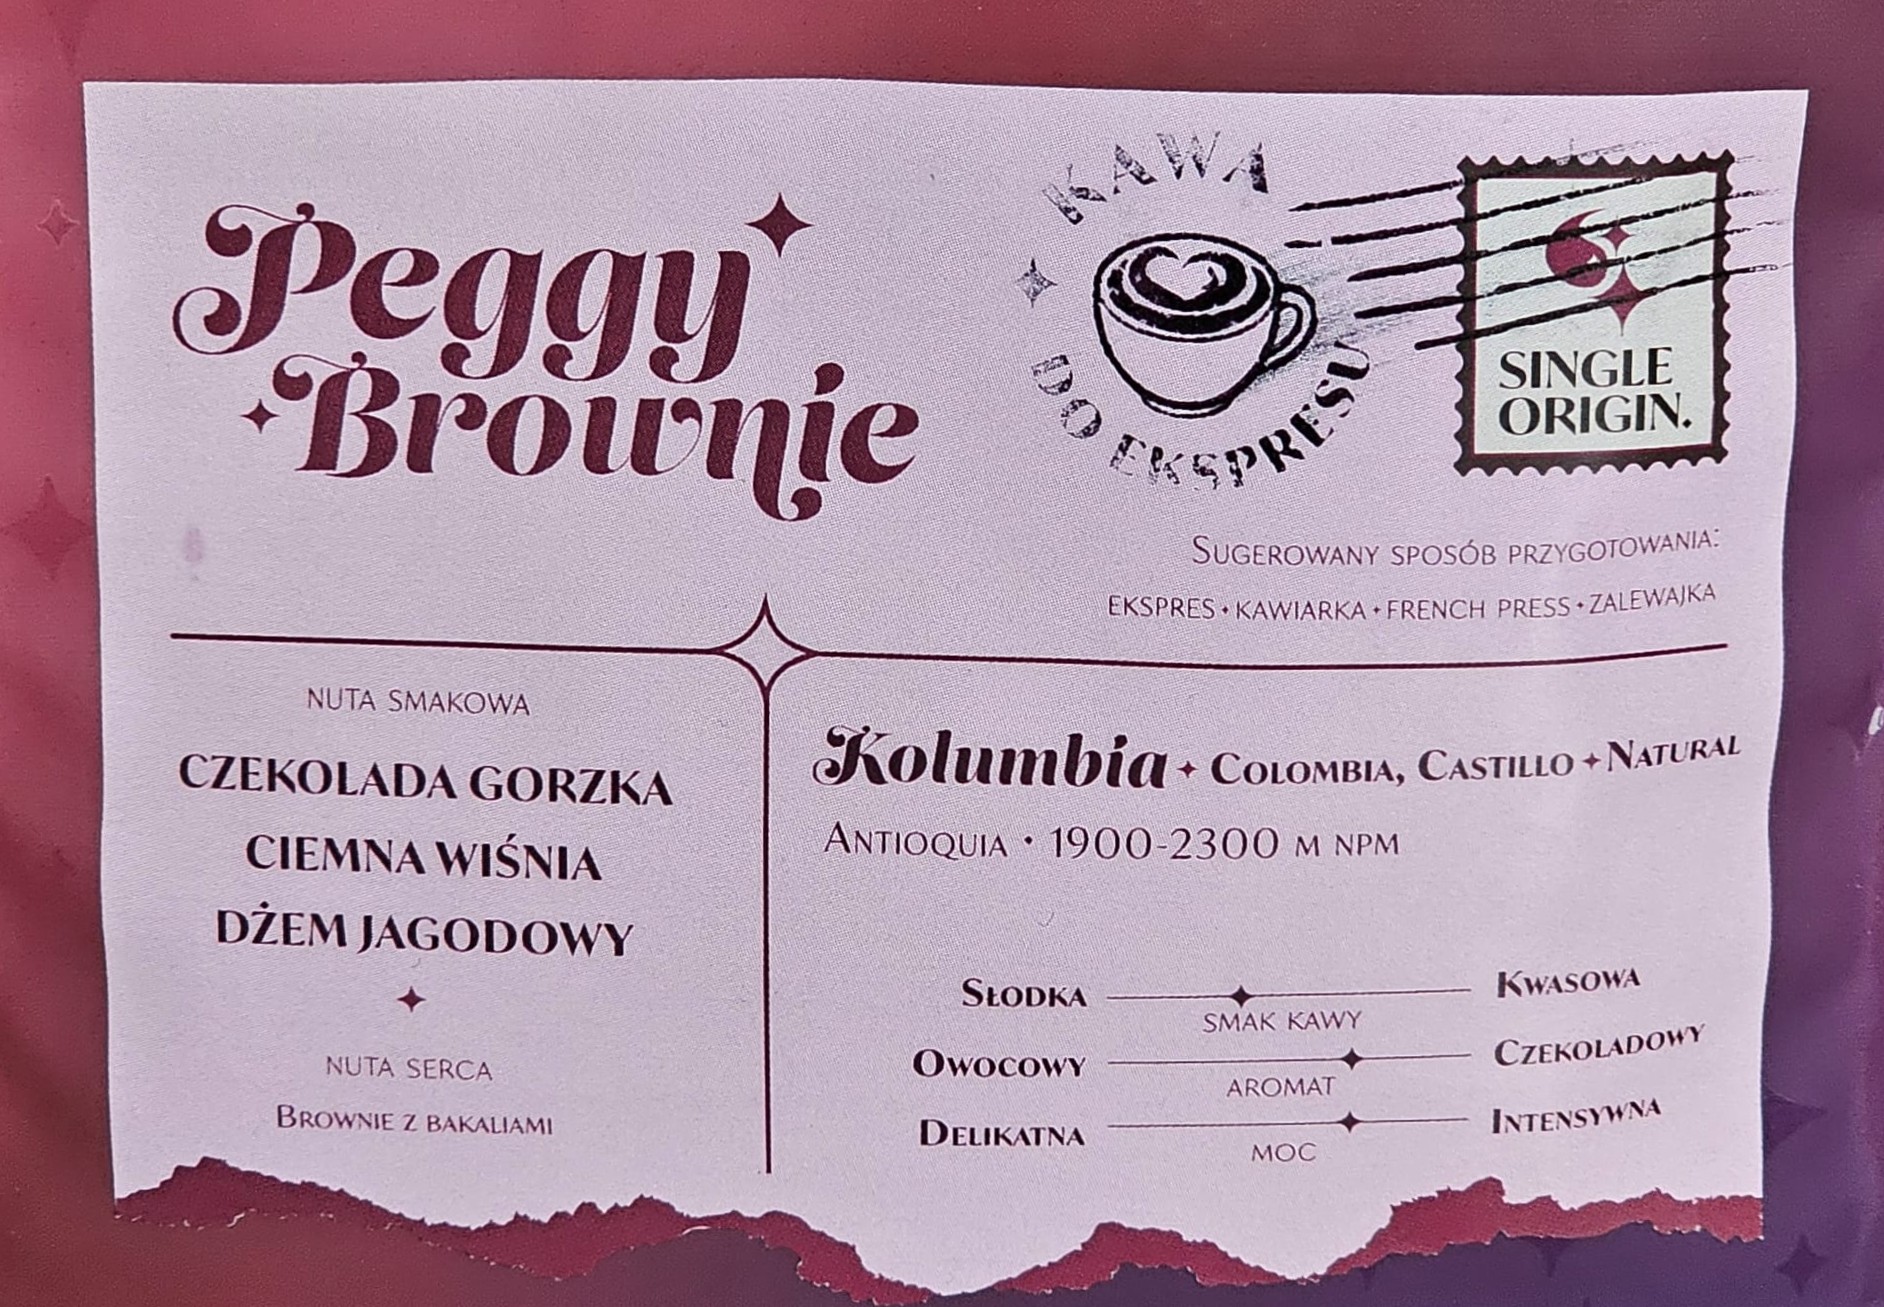 Peggy
Brownie
KAWA
DO EKSPRESU
SINGLE
ORIGIN.
SUGEROWANY SPOSÓB PRZYGOTOWANIA:
EKSPRES • KAWIARKA • FRENCH PRESS • ZALEWAJKA
NUTA SMAKOWA
CZEKOLADA GORZKA
CIEMNA WIŚNIA
DŻEM JAGODOWY
NUTA SERCA
BROWNIE Z BAKALIAMI
Kolumbia ✦ COLOMBIA, CASTILLO ✦ NATURAL
ANTIOQUIA • 1900-2300 M NPM
SŁODKA KWASOWA
SMAK KAWY
OWOCOWY CZEKOLADOWY
AROMAT
DELIKATNA INTENSYWNA
MOC